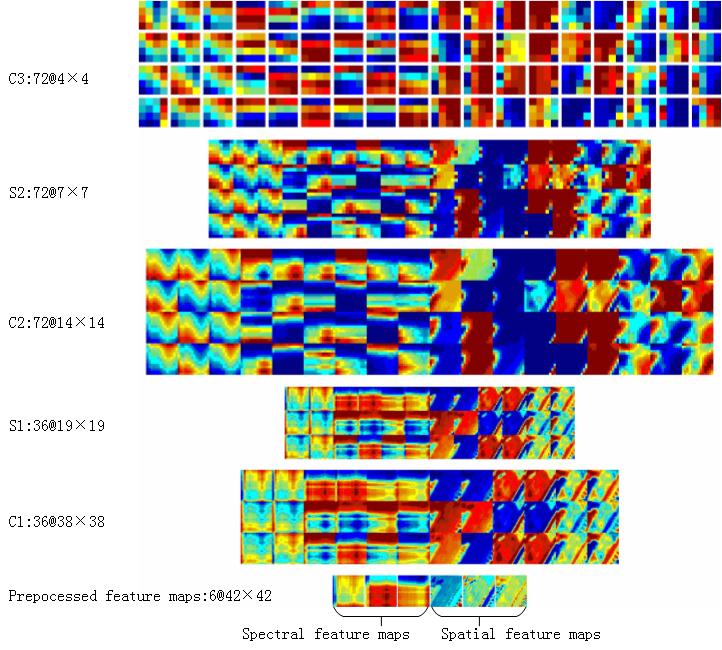 C3:72@4×4
S2:72@7×7
C2:72@14×14
S1:36@19×19
C1:36@38×38
Prepocessed feature maps:6@42×42
Spectral feature maps
Spatial feature maps